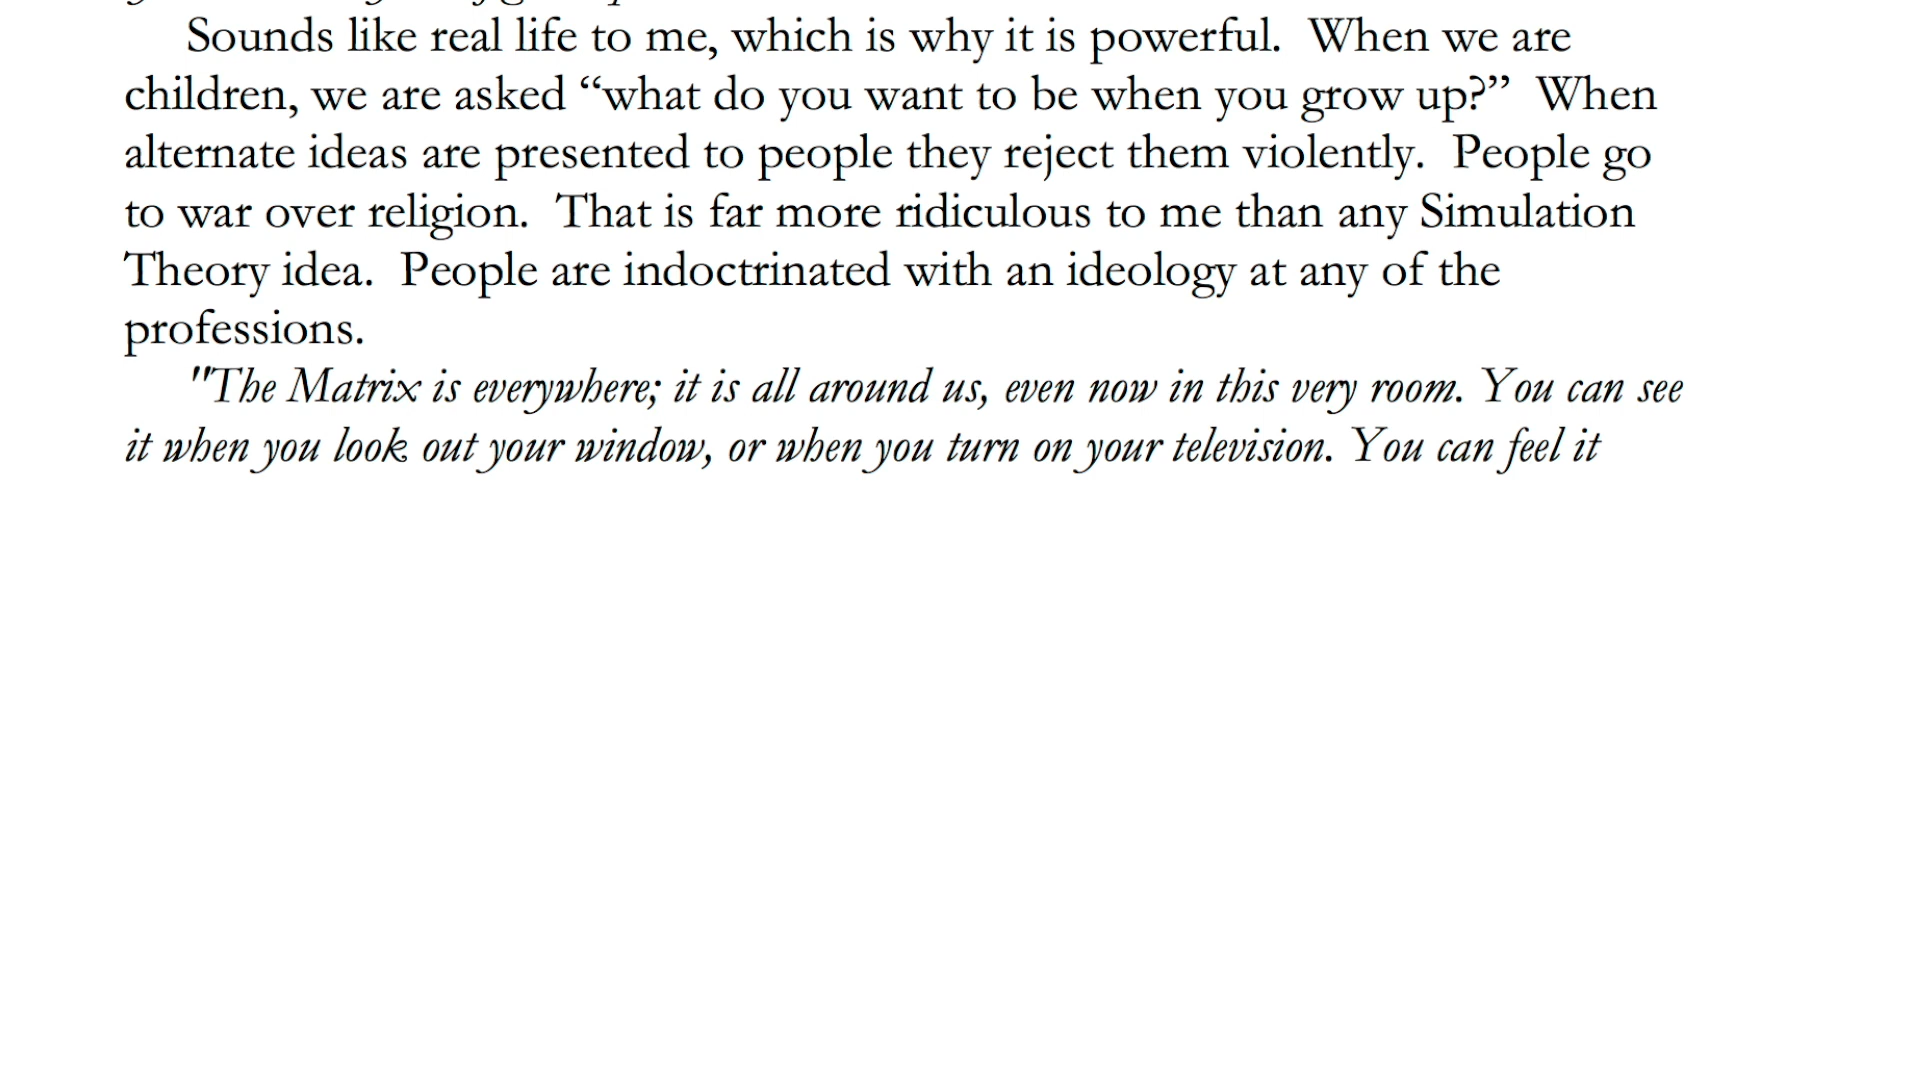 Sounds like real life to me, which is why it is powerful.  When we are
children, we are asked “what do you want to be when you grow up?”  When
alternate ideas are presented to people they reject them violently.  People go
to war over religion.  That is far more ridiculous to me than any Simulation
Theory idea.  People are indoctrinated with an ideology at any of the
professions.
"The Matrix is everywhere; it is all around us, even now in this very room. You can see
it when you look out your window, or when you turn on your television. You can feel it